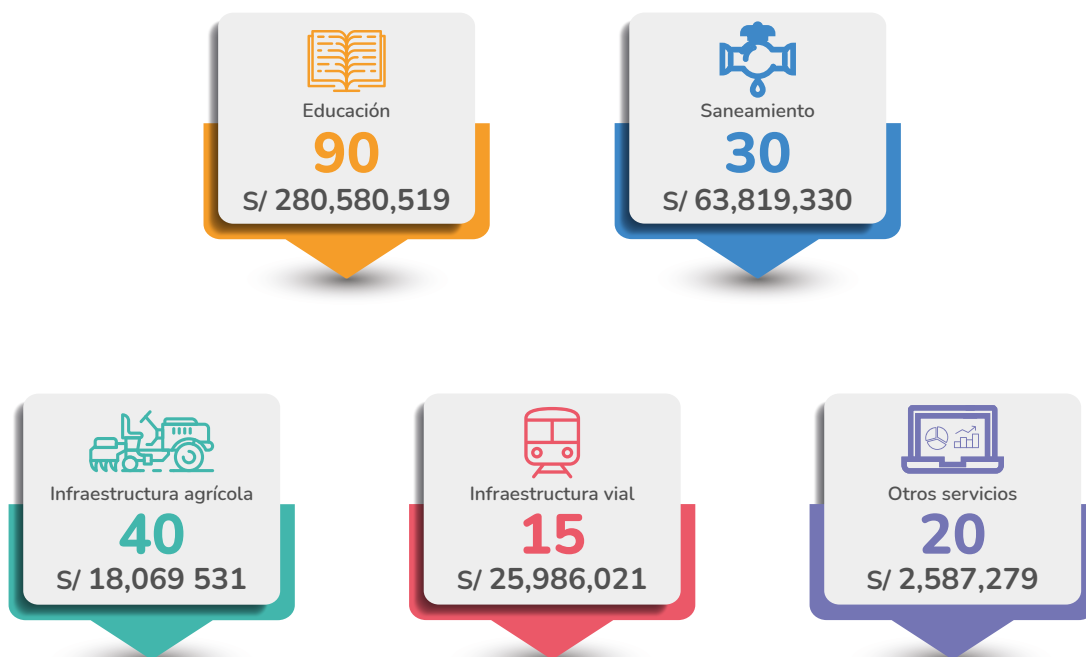 Educación
90
S/ 280,580,519
Saneamiento
30
S/ 63,819,330
Infraestructura agrícola
40
S/ 18,069 531
Infraestructura vial
15
S/ 25,986,021
Otros servicios
20
S/ 2,587,279